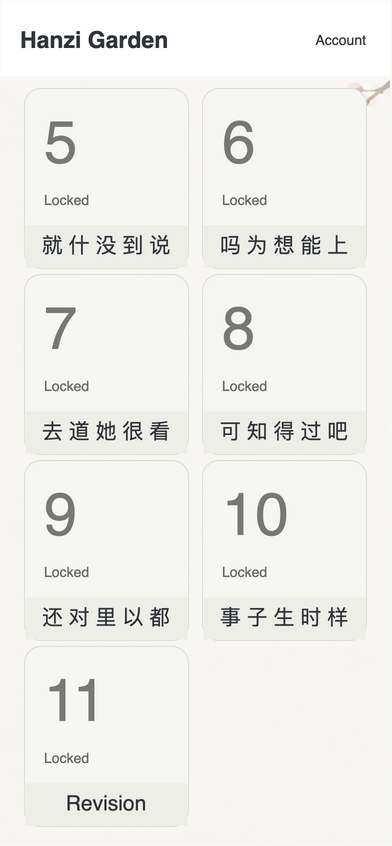 Hanzi Garden
Account
5
Locked
就什没到说
6
Locked
吗为想能上
7
Locked
去道她很看
8
Locked
可知得过吧
9
Locked
还对里以都
10
Locked
事子生时样
11
Locked
Revision